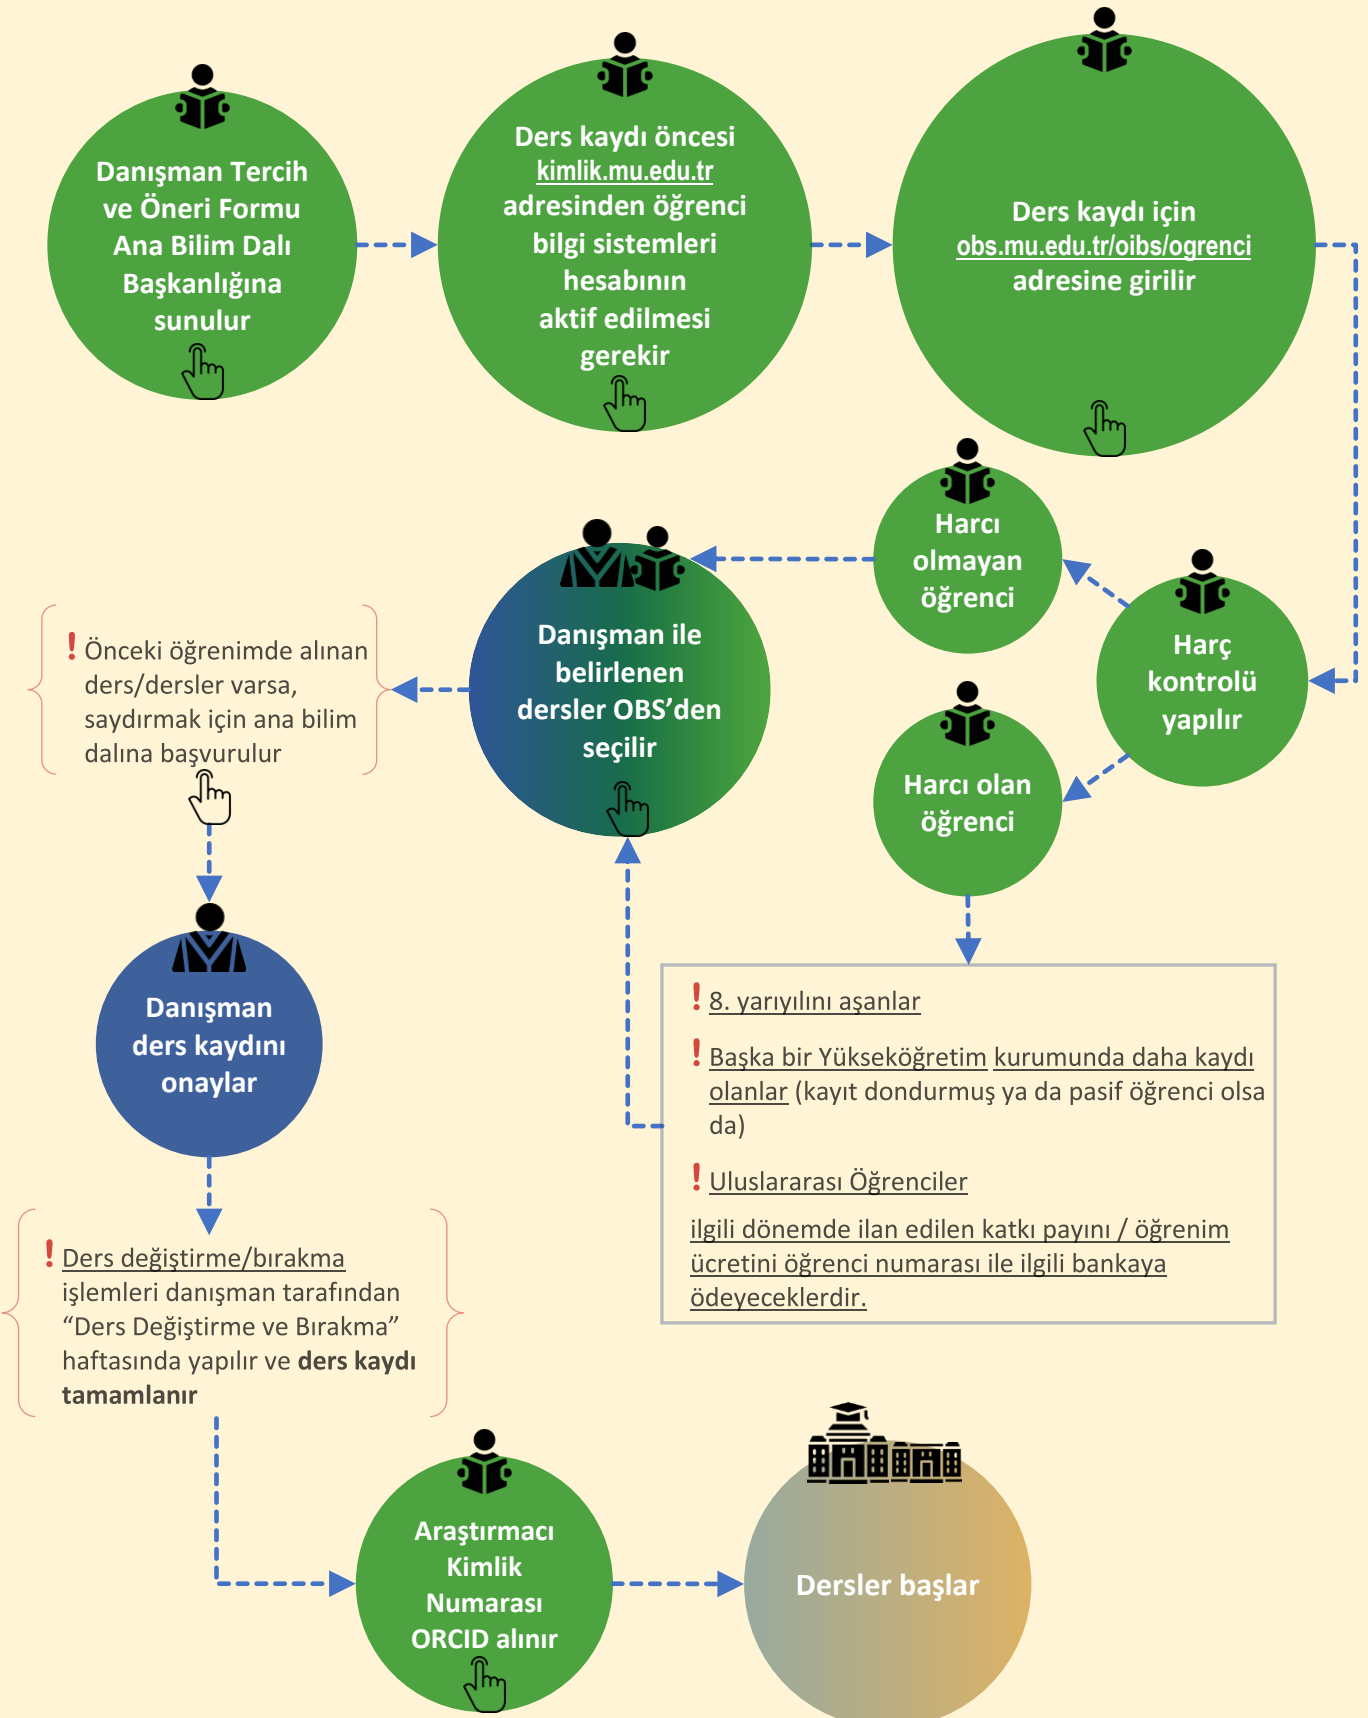 Danışman Tercih
ve Öneri Formu
Ana Bilim Dalı
Başkanlığına
sunulur
Ders kaydı öncesi
kimlik.mu.edu.tr
adresinden öğrenci
bilgi sistemleri
hesabının
aktif edilmesi
gerekir
Ders kaydı için
obs.mu.edu.tr/oibs/ogrenci
adresine girilir
Harç
kontrolü
yapılır
Harcı
olmayan
öğrenci
Harcı olan
öğrenci
! 8. yarıyılını aşanlar
! Başka bir Yükseköğretim kurumunda daha kaydı
olanlar (kayıt dondurmuş ya da pasif öğrenci olsa
da)
! Uluslararası Öğrenciler
ilgili dönemde ilan edilen katkı payını / öğrenim
ücretini öğrenci numarası ile ilgili bankaya
ödeyeceklerdir.
Danışman ile
belirlenen
dersler OBS’den
seçilir
! Önceki öğrenimde alınan
ders/dersler varsa,
saydırmak için ana bilim
dalına başvurulur
Danışman
ders kaydını
onaylar
! Ders değiştirme/bırakma
işlemleri danışman tarafından
“Ders Değiştirme ve Bırakma”
haftasında yapılır ve ders kaydı
tamamlanır
Araştırmacı
Kimlik
Numarası
ORCID alınır
Dersler başlar